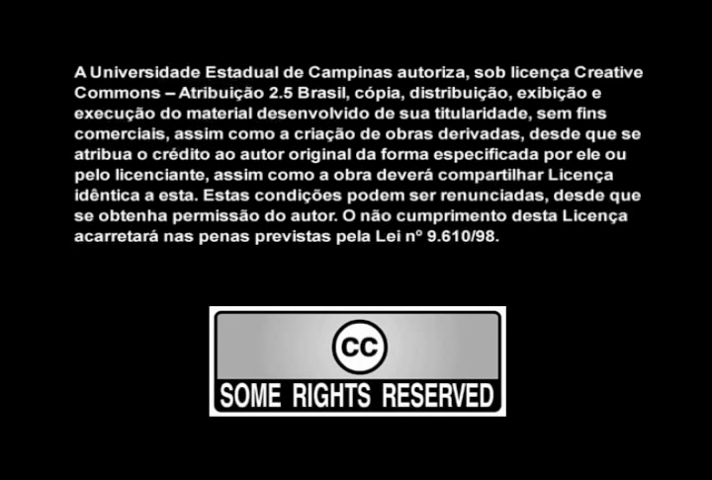 A Universidade Estadual de Campinas autoriza, sob licença Creative
Commons – Atribuição 2.5 Brasil, cópia, distribuição, exibição e
execução do material desenvolvido de sua titularidade, sem fins
comerciais, assim como a criação de obras derivadas, desde que se
atribua o crédito ao autor original da forma especificada por ele ou
pelo licenciante, assim como a obra deverá compartilhar Licença
idêntica a esta. Estas condições podem ser renunciadas, desde que
se obtenha permissão do autor. O não cumprimento desta Licença
acarretará nas penas previstas pela Lei nº 9.610/98.
CC
SOME RIGHTS RESERVED